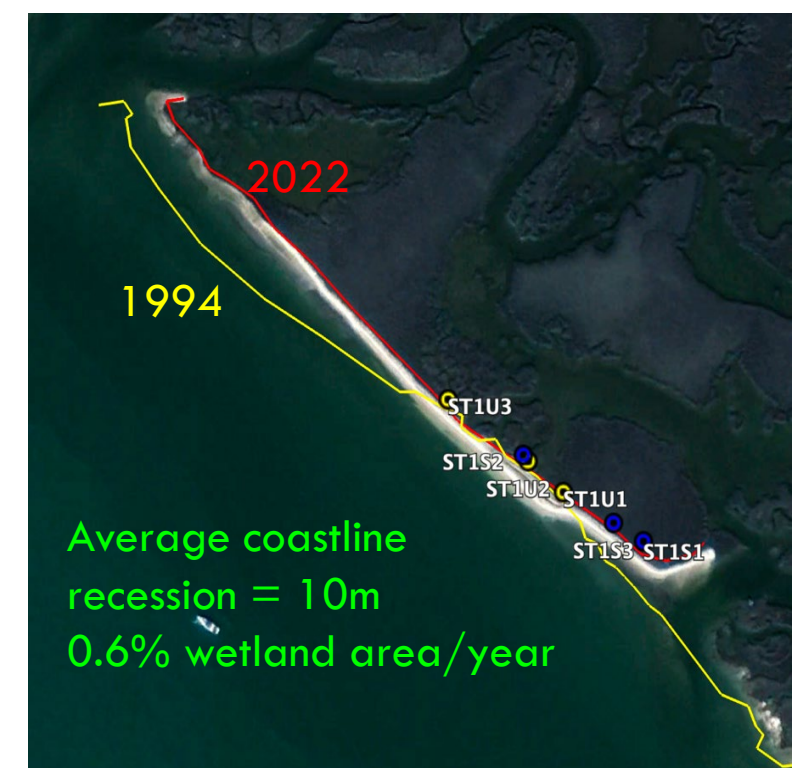 2022
1994
ST1U3
ST1S2
ST1U2
ST1U1
ST1S3
ST1S1
Average coastline
recession = 10m
0.6% wetland area/year